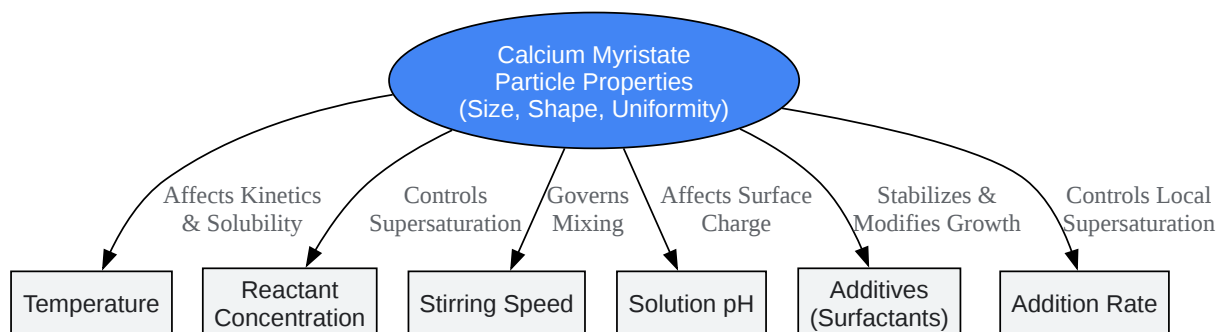 Calcium Myristate
Particle Properties
(Size, Shape, Uniformity)
Affects Kinetics
& Solubility
Controls
Supersaturation
Governs
Mixing
Affects Surface
Charge
Stabilizes &
Modifies Growth
Controls Local
Supersaturation
Temperature
Reactant
Concentration
Stirring Speed
Solution pH
Additives
(Surfactants)
Addition Rate